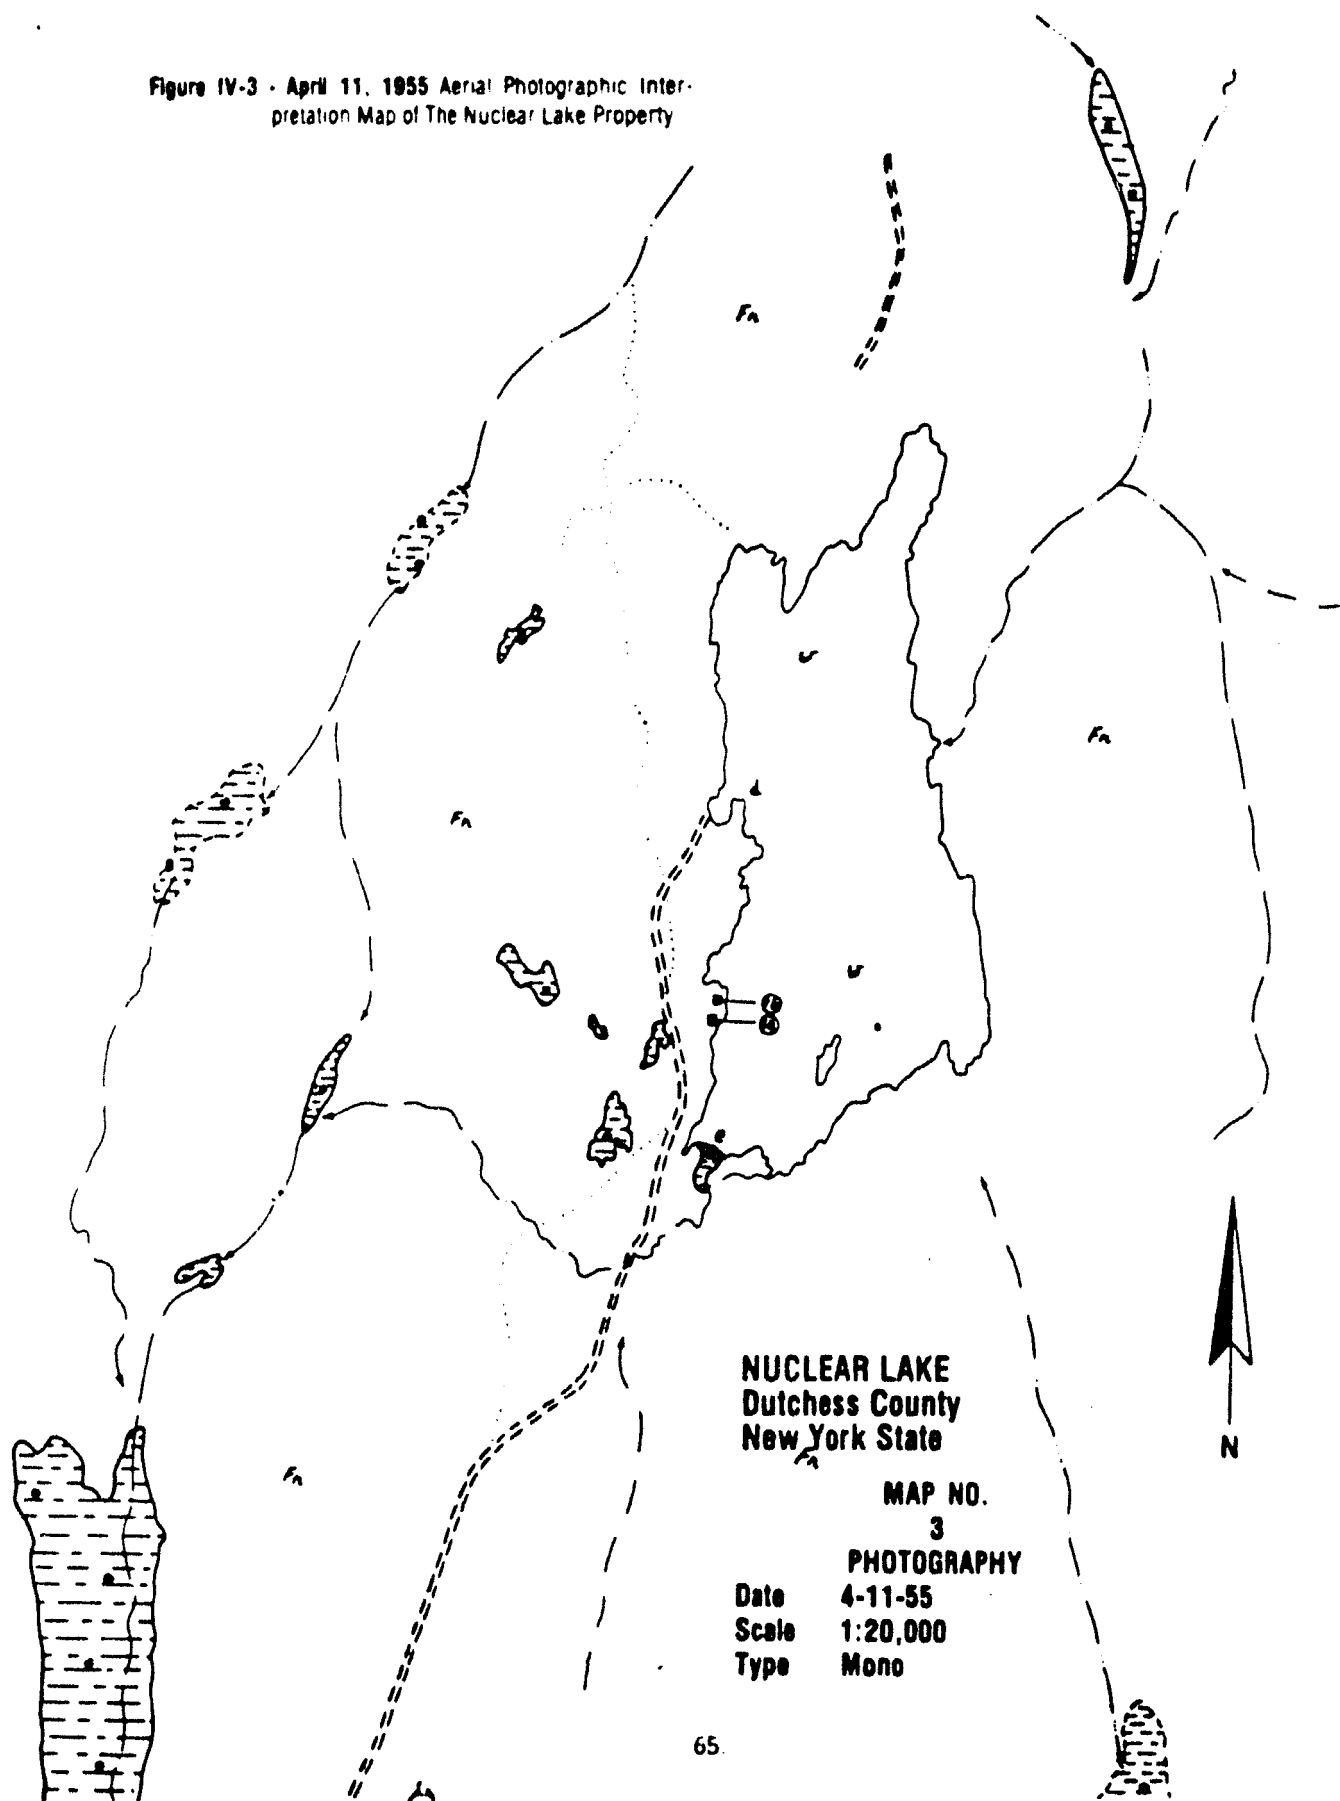 Figure IV-3 - April 11, 1955 Aerial Photographic Inter-
pretation Map of The Nuclear Lake Property
Fn
w
Fn
d
Fn
w
e
NUCLEAR LAKE
Dutchess County
New York State
Fn
Fn
N
MAP NO.
3
PHOTOGRAPHY
Date 4-11-55
Scale 1:20,000
Type Mono
65